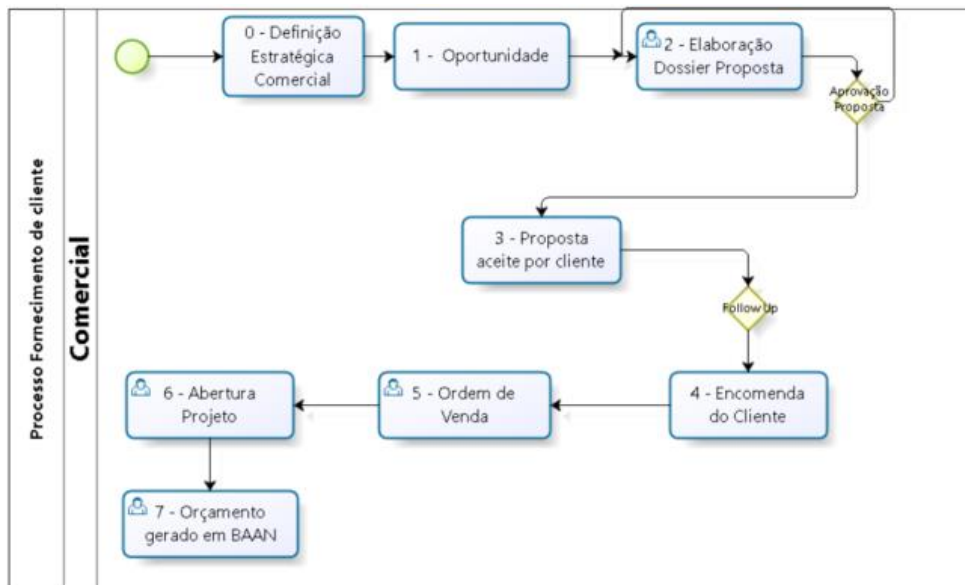 Processo Fornecimento de cliente
Comercial
0 - Definição
Estratégica
Comercial
1 - Oportunidade
2 - Elaboração
Dossier Proposta
Aprovação
Proposta
3 - Proposta
aceite por cliente
Follow Up
4 - Encomenda
do Cliente
5 - Ordem de
Venda
6 - Abertura
Projeto
7 - Orçamento
gerado em BAAN